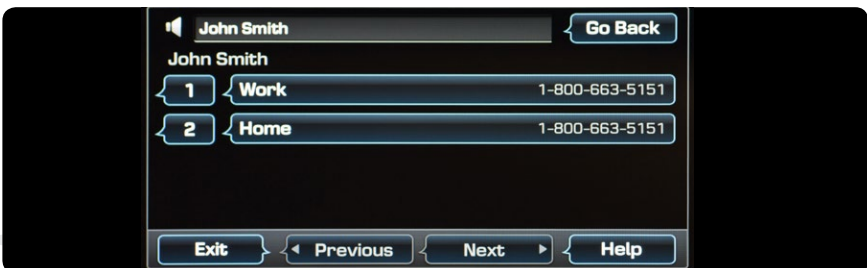 John Smith Go Back
John Smith
1 Work 1-800-663-5151
2 Home 1-800-663-5151
Exit Previous Next Help